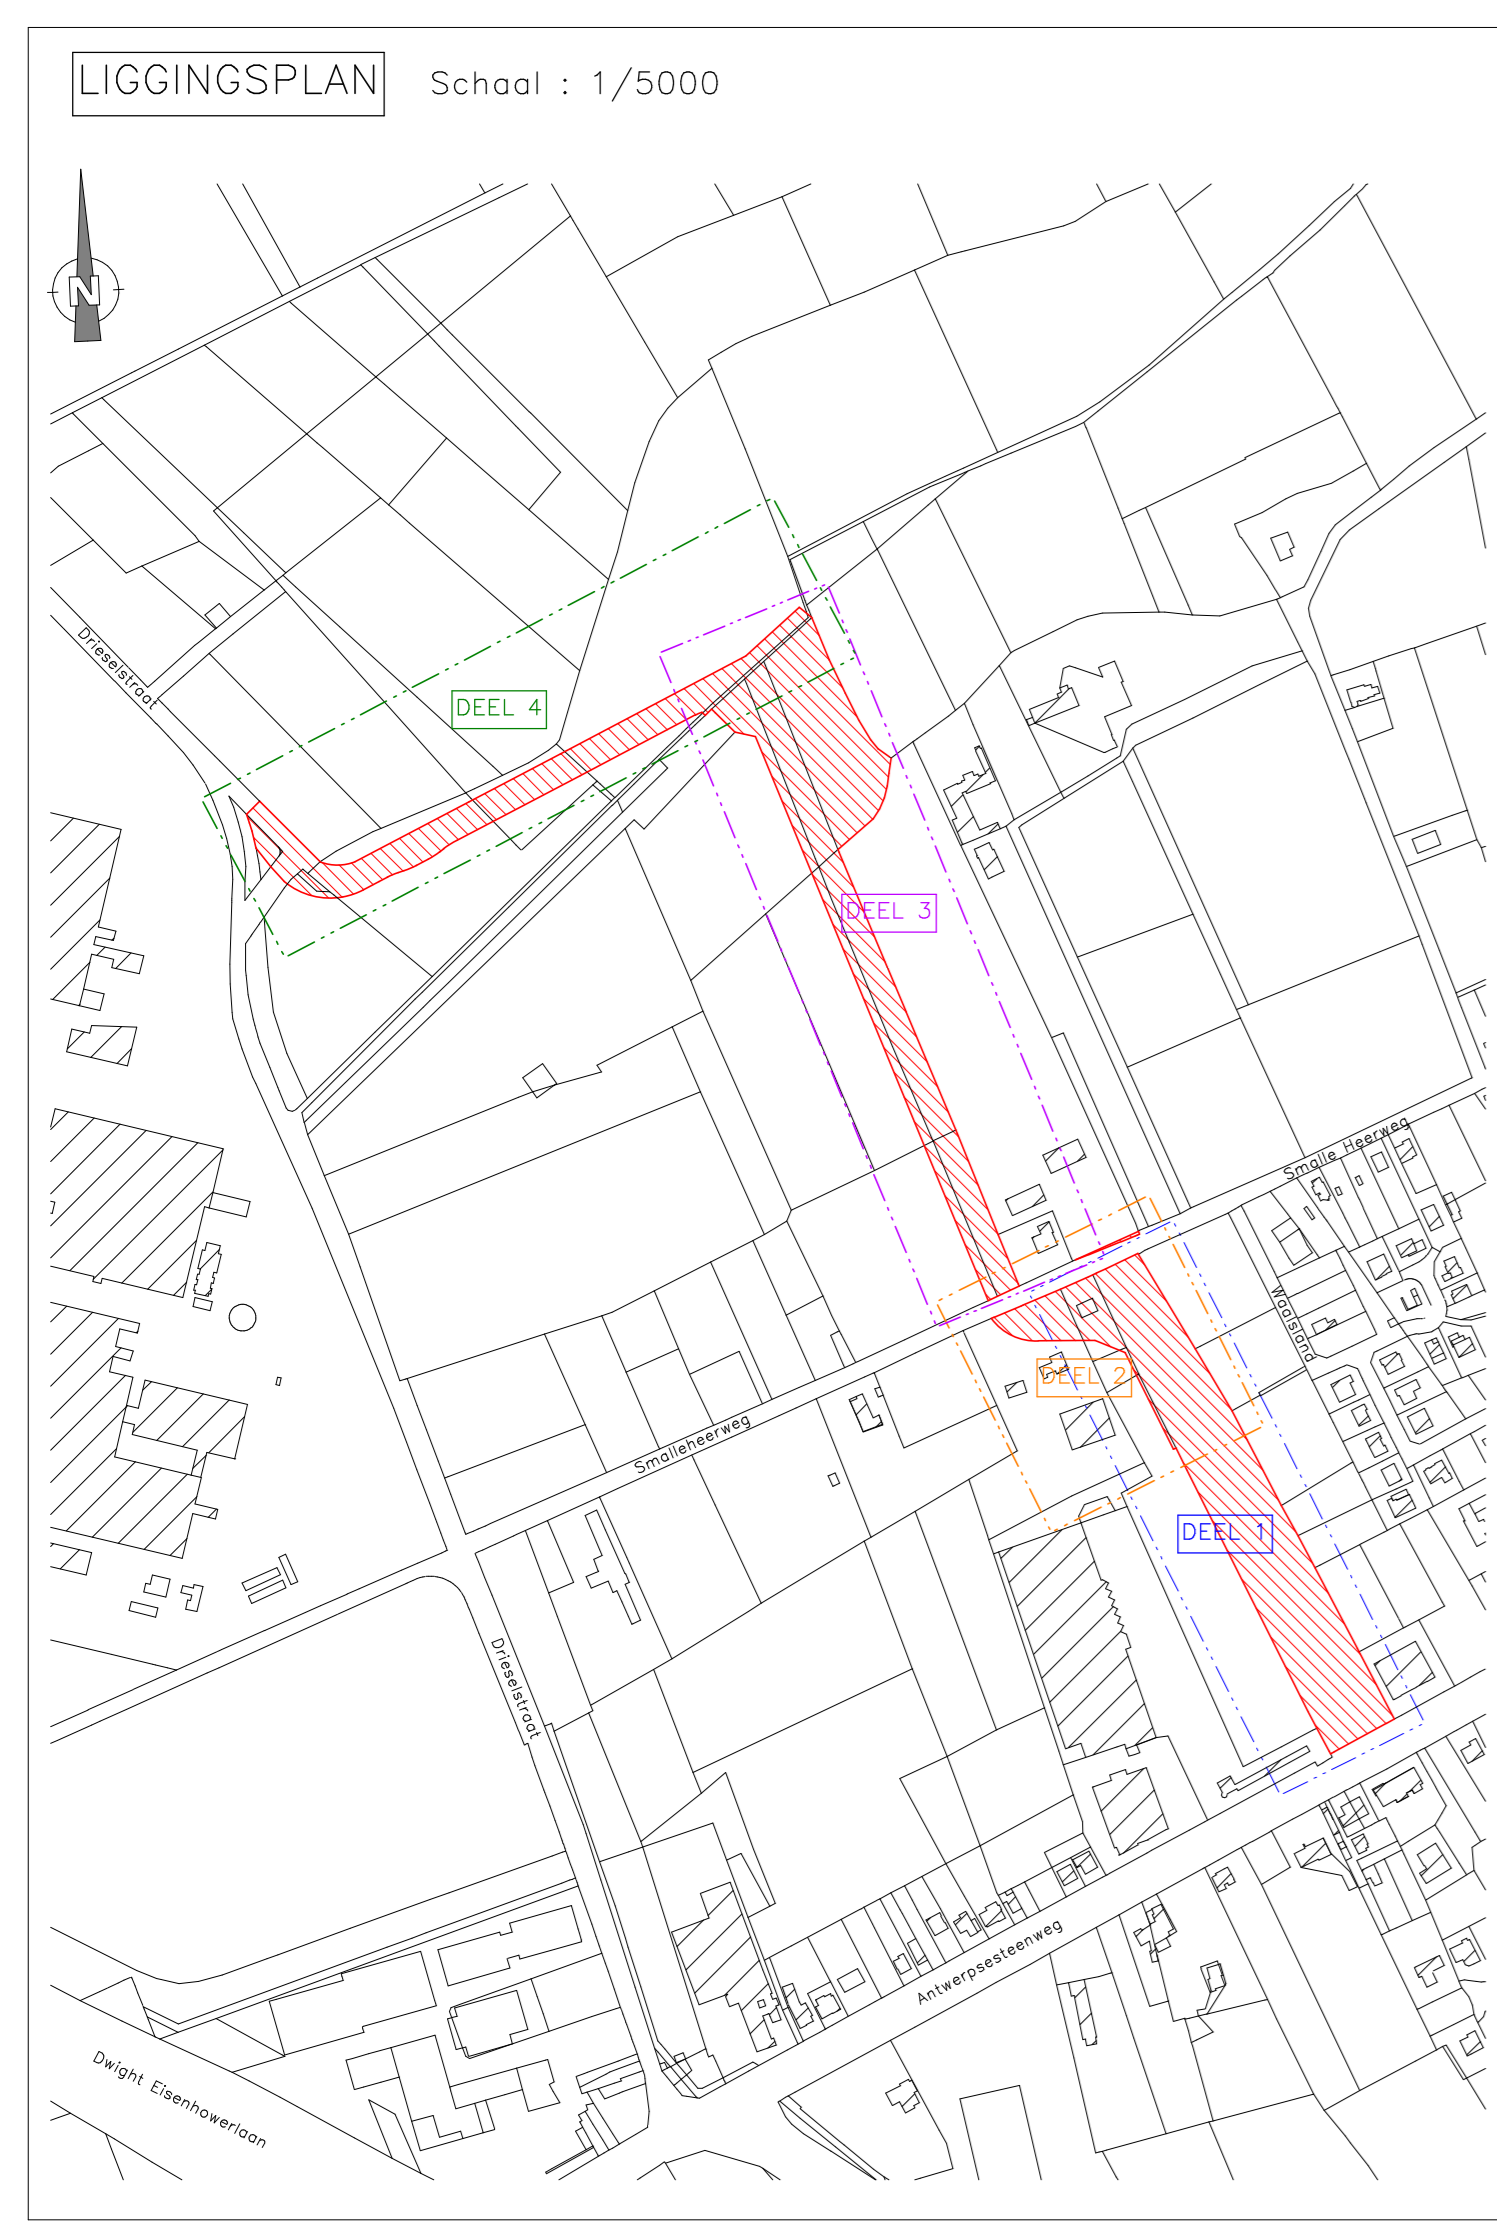 LIGGINGSPLAN Schaal : 1/5000
N
Drieselstraat
DEEL 4
DEEL 3
Smalle Heerweg
Waalsland
DEEL 2
Smalleheerweg
DEEL 1
Drieselstraat
Antwerpsesteenweg
Dwight Eisenhowerlaan